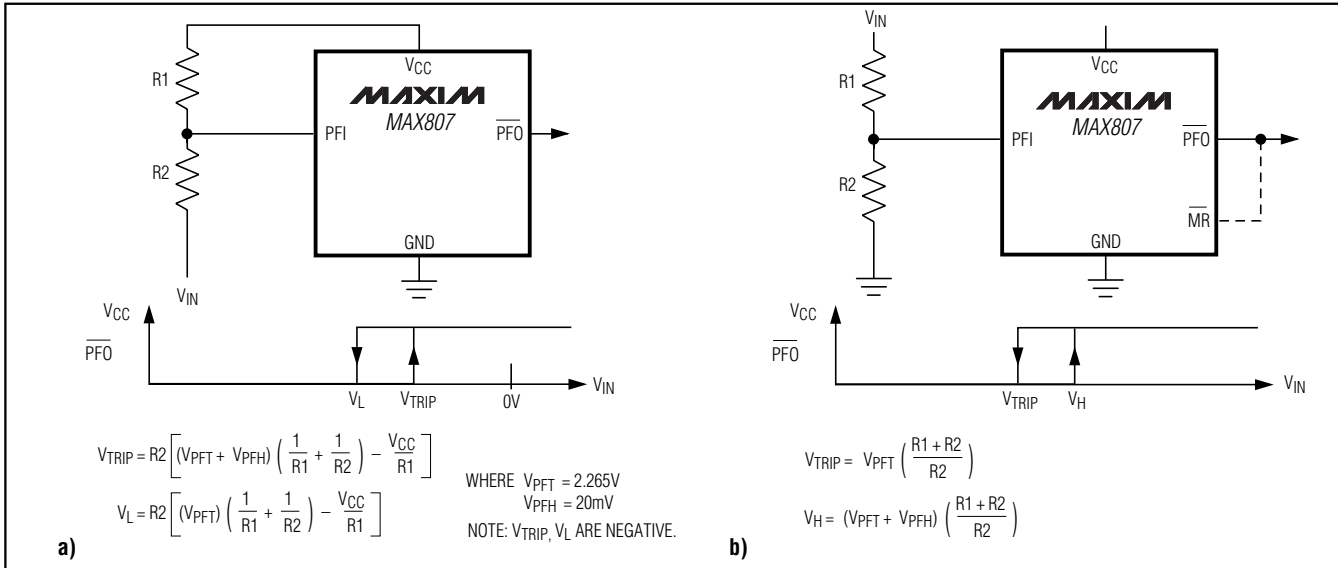 VCC
R1
MAXIM
MAX807
PFI
PFO
R2
GND
VIN
VCC
PFO
VL VTRIP 0V VIN
VTRIP = R2 [(VPFT + VPFH) (1/R1 + 1/R2) – VCC/R1]
VL = R2 [(VPFT) (1/R1 + 1/R2) – VCC/R1]
WHERE VPFT = 2.265V
VPFH = 20mV
NOTE: VTRIP, VL ARE NEGATIVE.
a)
VIN
VCC
R1
MAXIM
MAX807
PFI
PFO
R2
MR
GND
VCC
PFO
VTRIP VH VIN
VTRIP = VPFT (R1 + R2/R2)
VH = (VPFT + VPFH) (R1 + R2/R2)
b)